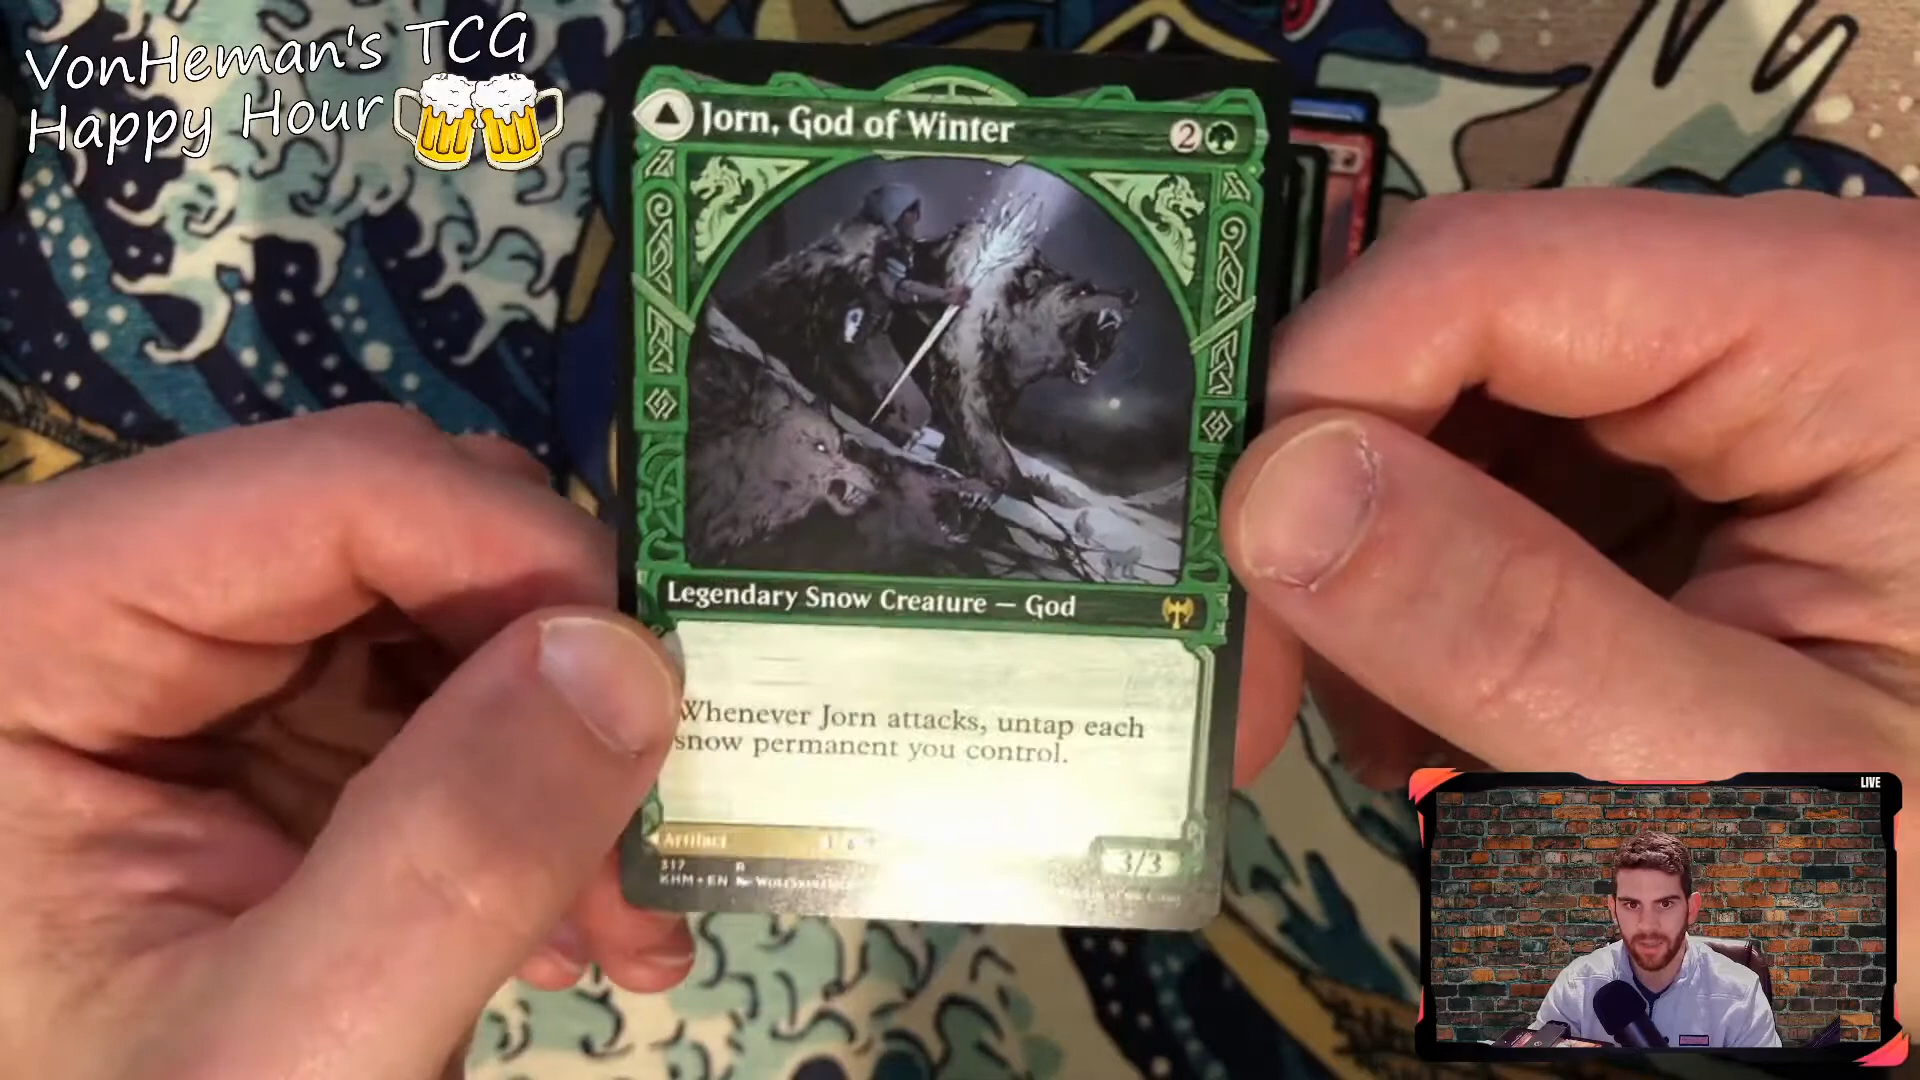 VonHeman's TCG
Happy Hour
Jorn, God of Winter
2
Legendary Snow Creature — God
Whenever Jorn attacks, untap each
snow permanent you control.
Artifact
3/3
317 R
KHM • EN
LIVE